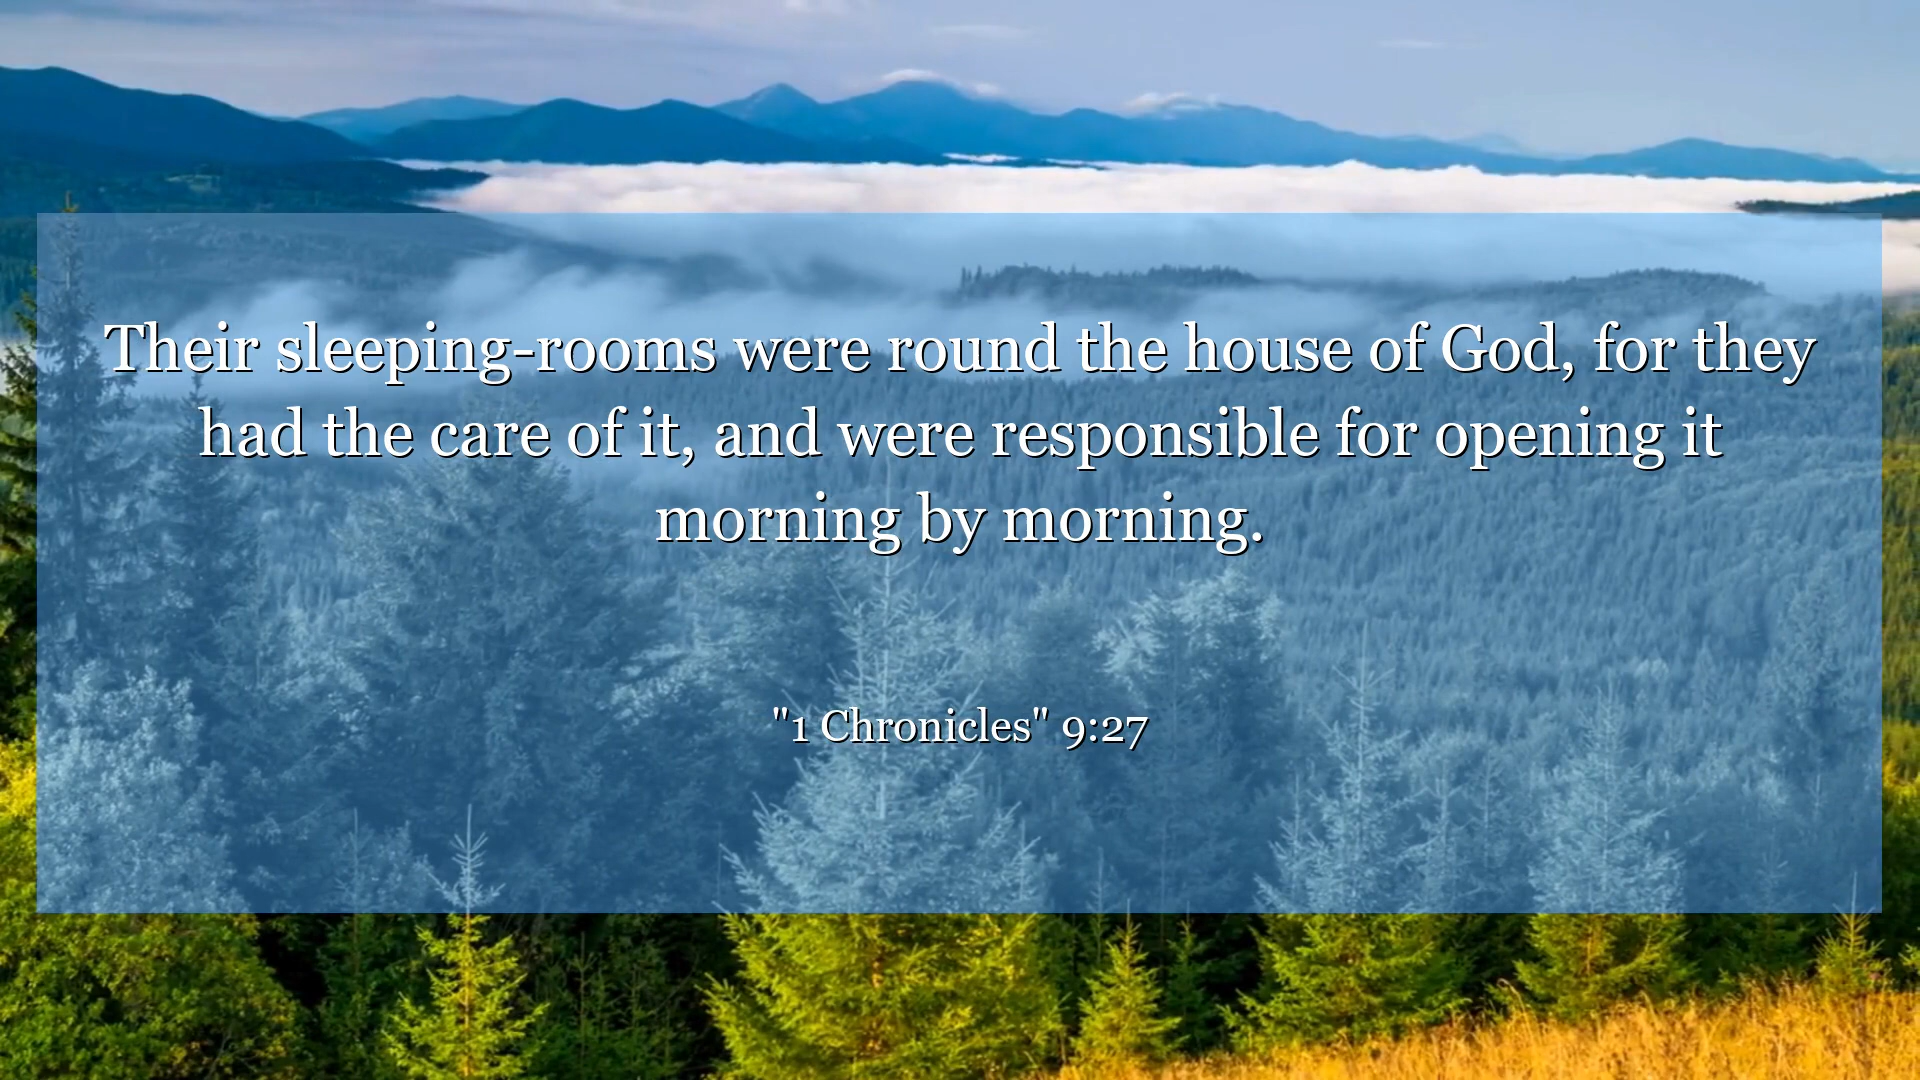 Their sleeping-rooms were round the house of God, for they
had the care of it, and were responsible for opening it
morning by morning.
"1 Chronicles" 9:27